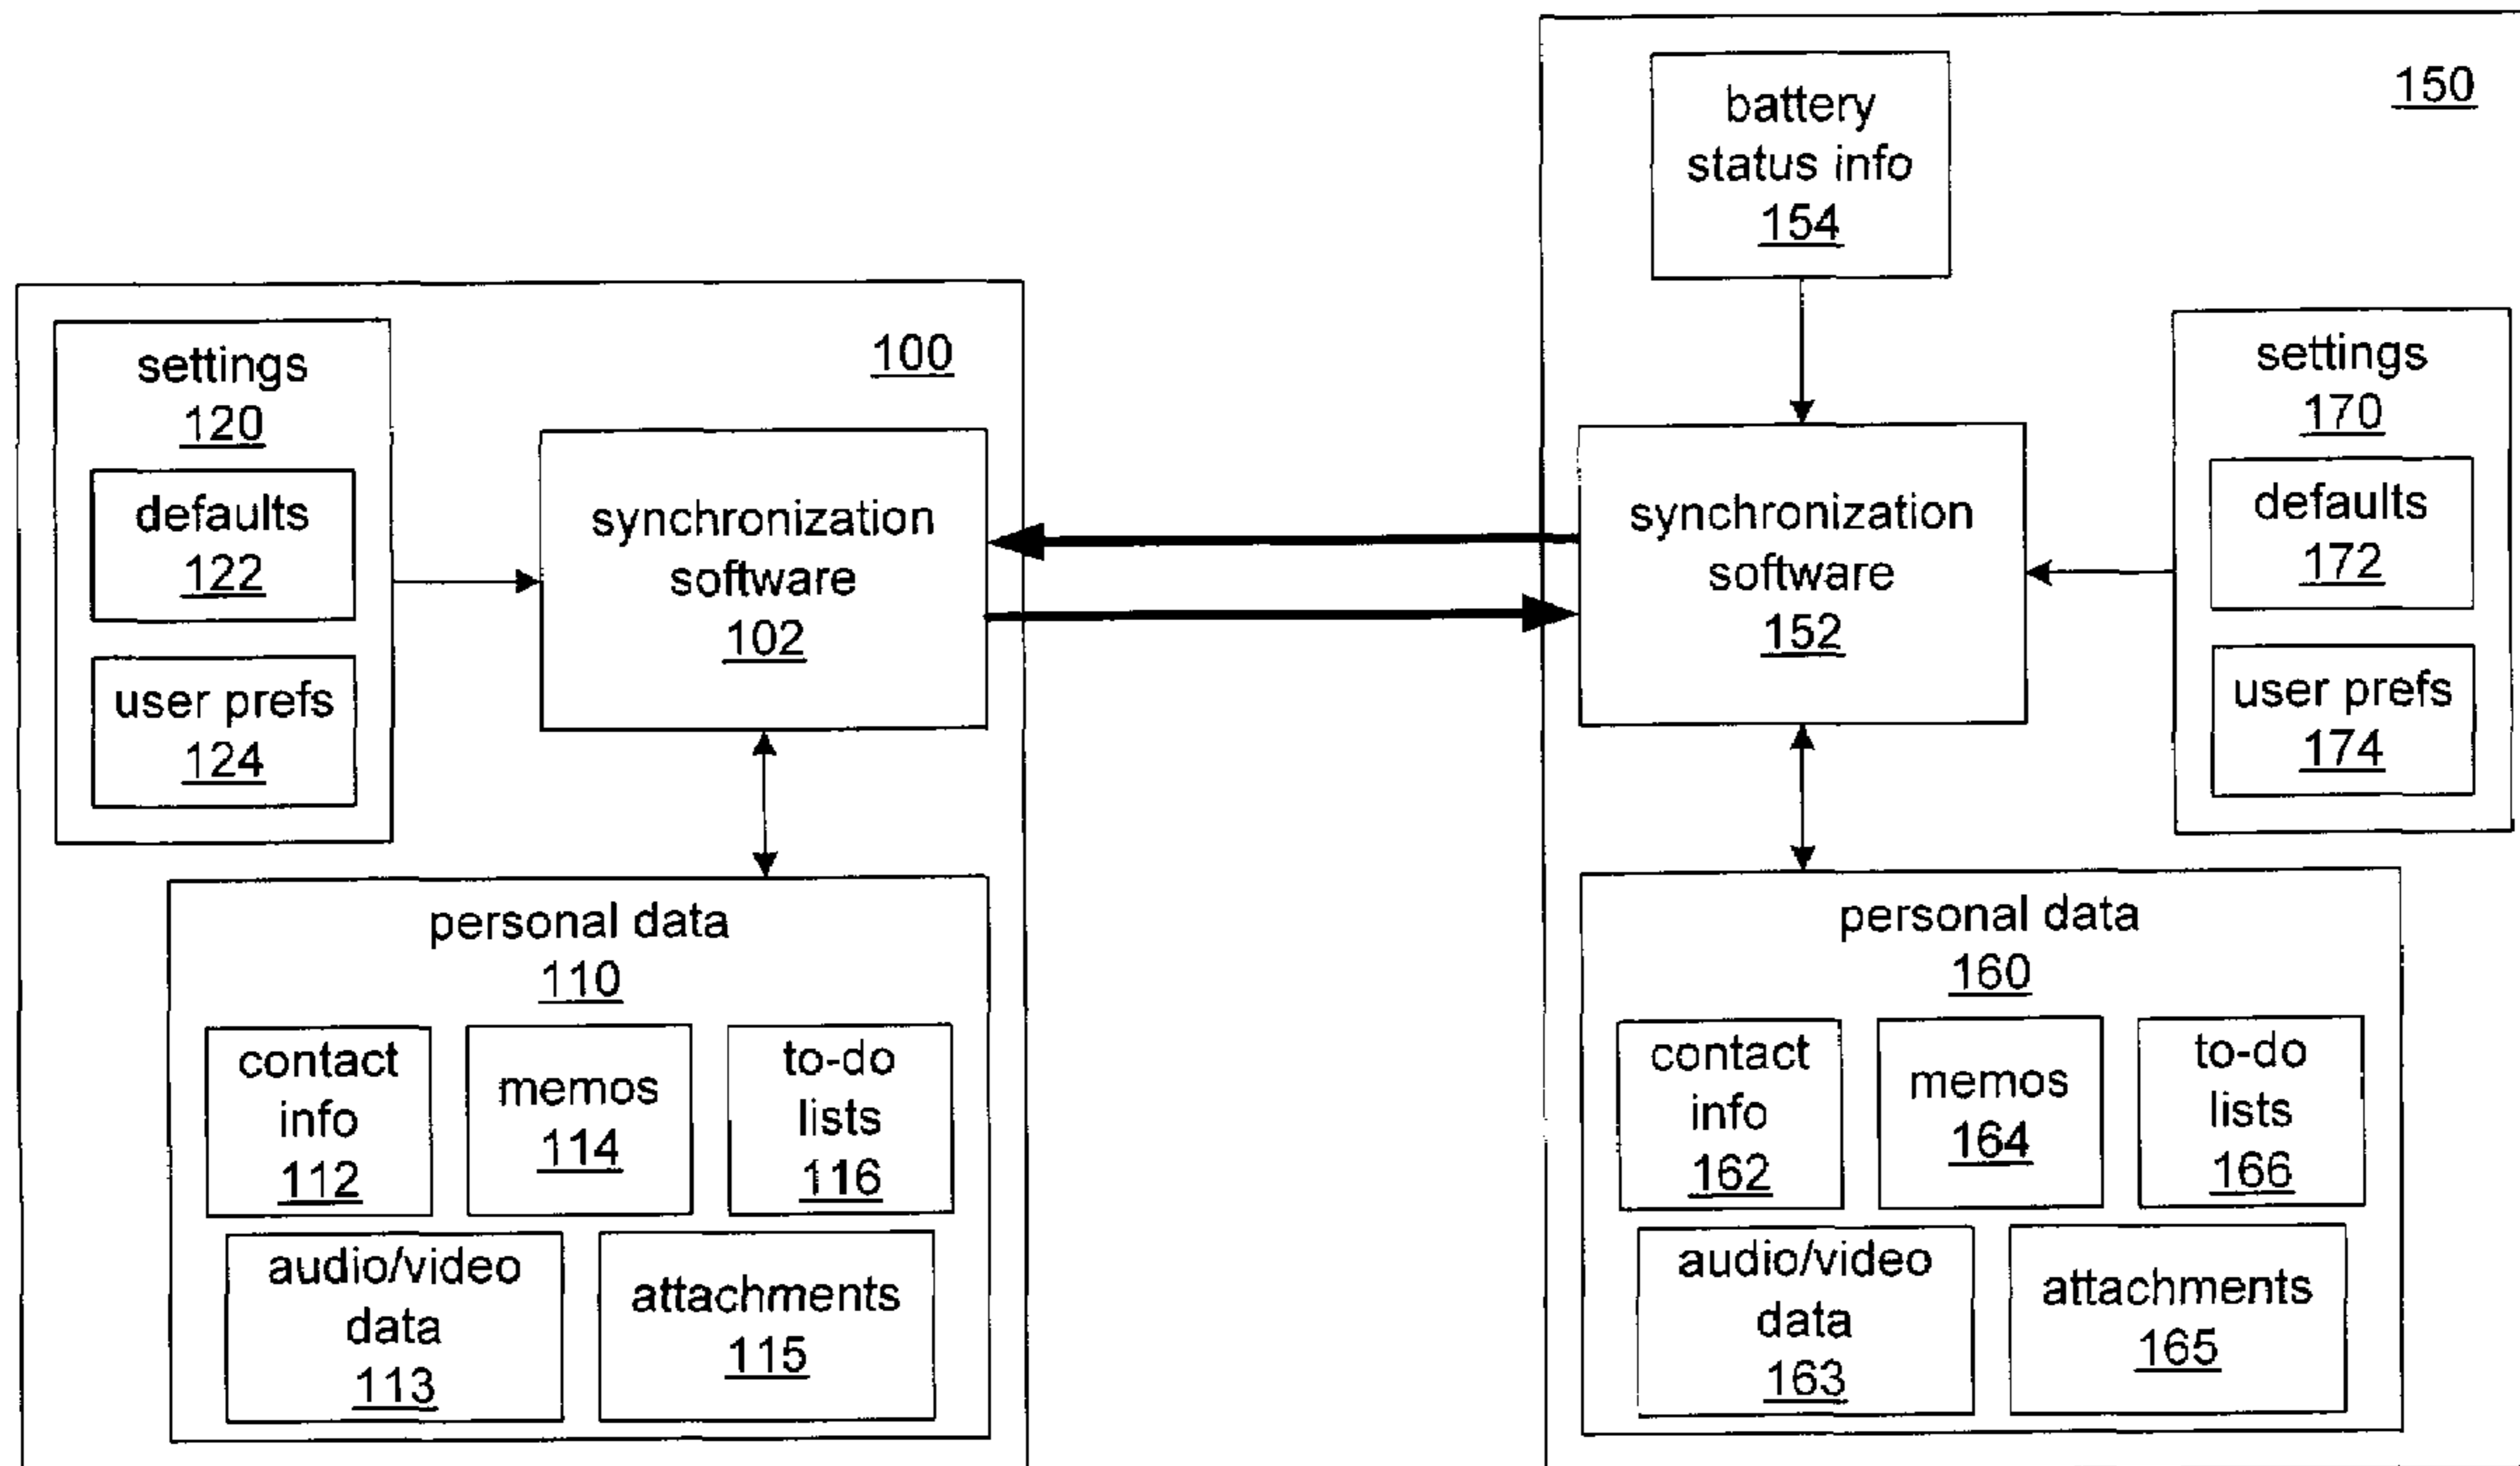 100
settings
120
defaults
122
user prefs
124
synchronization
software
102
personal data
110
contact
info
112
memos
114
to-do
lists
116
audio/video
data
113
attachments
115
150
battery
status info
154
synchronization
software
152
settings
170
defaults
172
user prefs
174
personal data
160
contact
info
162
memos
164
to-do
lists
166
audio/video
data
163
attachments
165